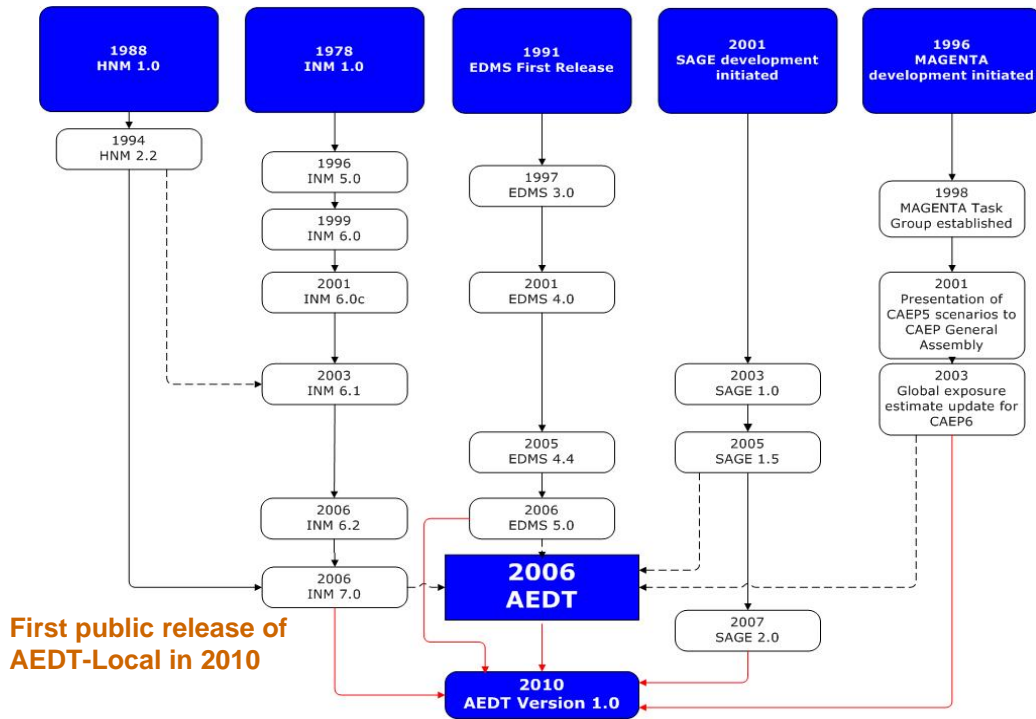 1988
HNM 1.0
1978
INM 1.0
1991
EDMS First Release
2001
SAGE development
initiated
1996
MAGENTA
development initiated
1994
HNM 2.2
1996
INM 5.0
1997
EDMS 3.0
1998
MAGENTA Task
Group established
1999
INM 6.0
2001
INM 6.0c
2001
EDMS 4.0
2001
Presentation of
CAEP5 scenarios to
CAEP General
Assembly
2003
INM 6.1
2003
SAGE 1.0
2003
Global exposure
estimate update for
CAEP6
2005
EDMS 4.4
2005
SAGE 1.5
2006
INM 6.2
2006
EDMS 5.0
2006
INM 7.0
2006
AEDT
2007
SAGE 2.0
First public release of
AEDT-Local in 2010
2010
AEDT Version 1.0